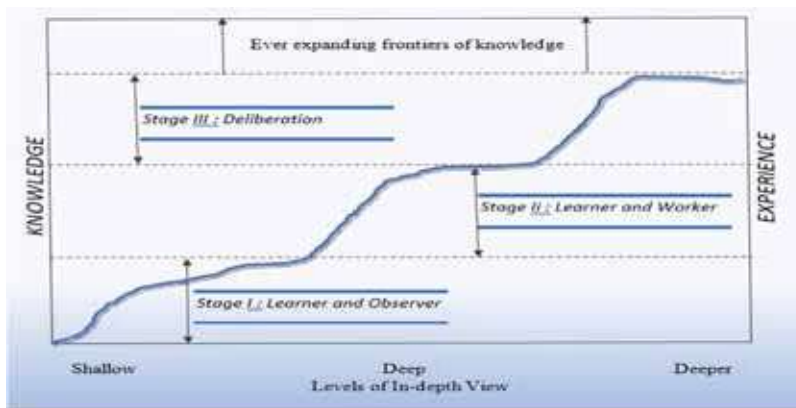 Ever expanding frontiers of knowledge
Stage III : Deliberation
KNOWLEDGE
EXPERIENCE
Stage II : Learner and Worker
Stage I : Learner and Observer
Shallow Deep Deeper
Levels of In-depth View